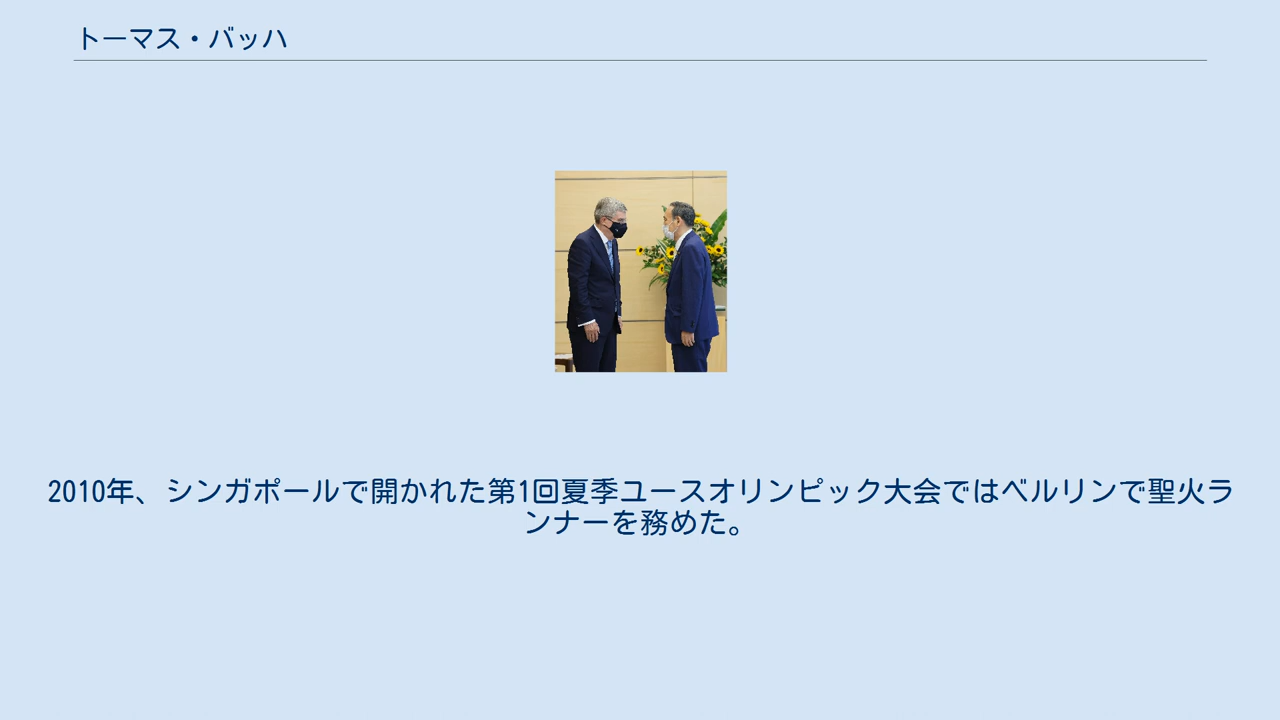 トーマス・バッハ
2010年、シンガポールで開かれた第1回夏季ユースオリンピック大会ではベルリンで聖火ラ
ンナーを務めた。